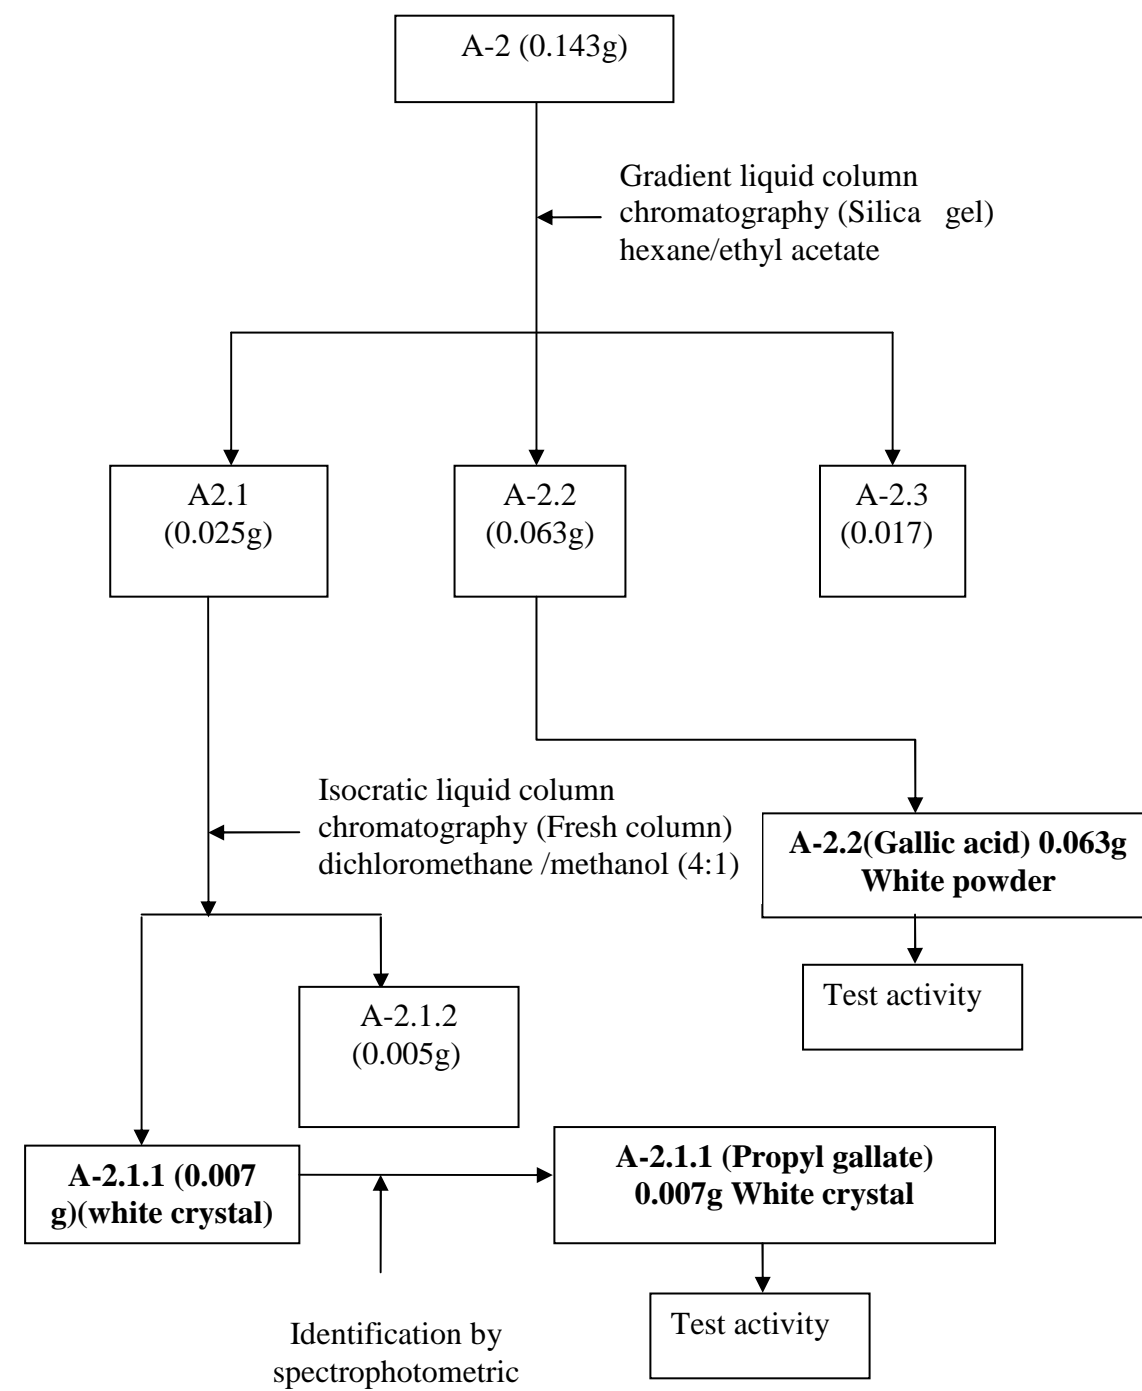 A-2 (0.143g)
Gradient liquid column
chromatography (Silica gel)
hexane/ethyl acetate
A2.1
(0.025g)
A-2.2
(0.063g)
A-2.3
(0.017)
Isocratic liquid column
chromatography (Fresh column)
dichloromethane /methanol (4:1)
A-2.2(Gallic acid) 0.063g
White powder
Test activity
A-2.1.2
(0.005g)
A-2.1.1 (0.007
g)(white crystal)
A-2.1.1 (Propyl gallate)
0.007g White crystal
Identification by
spectrophotometric
Test activity